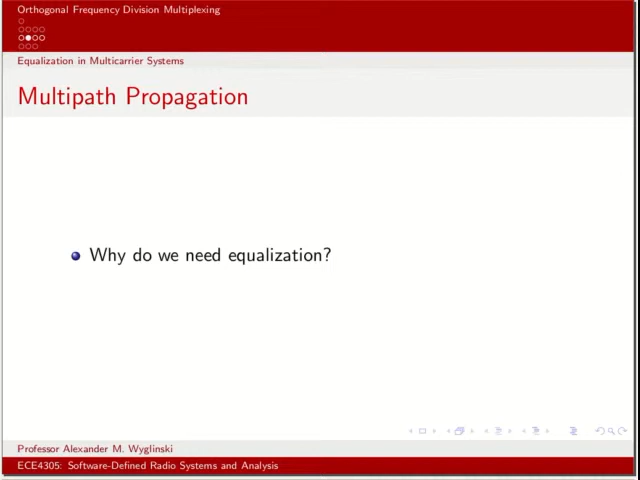 Orthogonal Frequency Division Multiplexing
Equalization in Multicarrier Systems
Multipath Propagation
Why do we need equalization?
Professor Alexander M. Wyglinski
ECE4305: Software-Defined Radio Systems and Analysis